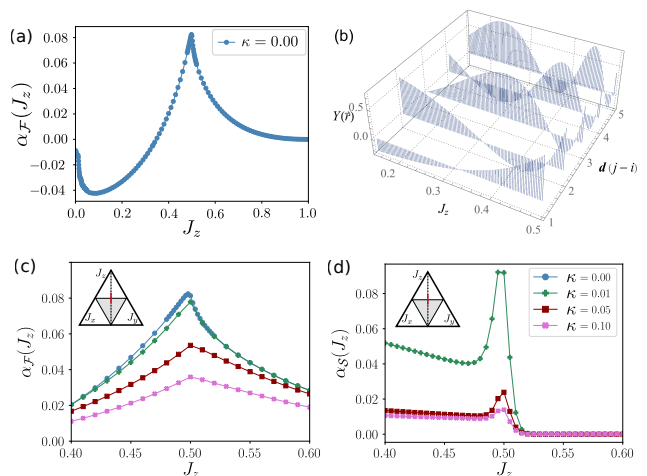 (a)
α_F(J_z)
κ = 0.00
0.08
0.06
0.04
0.02
0.00
−0.02
−0.04
0.0 0.2 0.4 0.6 0.8 1.0
J_z
(b)
Y(r⃗)
0.5
0.0
0.2
0.3
0.4
0.5
J_z
1
2
3
4
5
d (j − i)
(c)
α_F(J_z)
J_z
J_x
J_y
0.08
0.06
0.04
0.02
0.00
0.40 0.45 0.50 0.55 0.60
J_z
(d)
α_S(J_z)
J_z
J_x
J_y
κ = 0.00
κ = 0.01
κ = 0.05
κ = 0.10
0.08
0.06
0.04
0.02
0.00
0.40 0.45 0.50 0.55 0.60
J_z